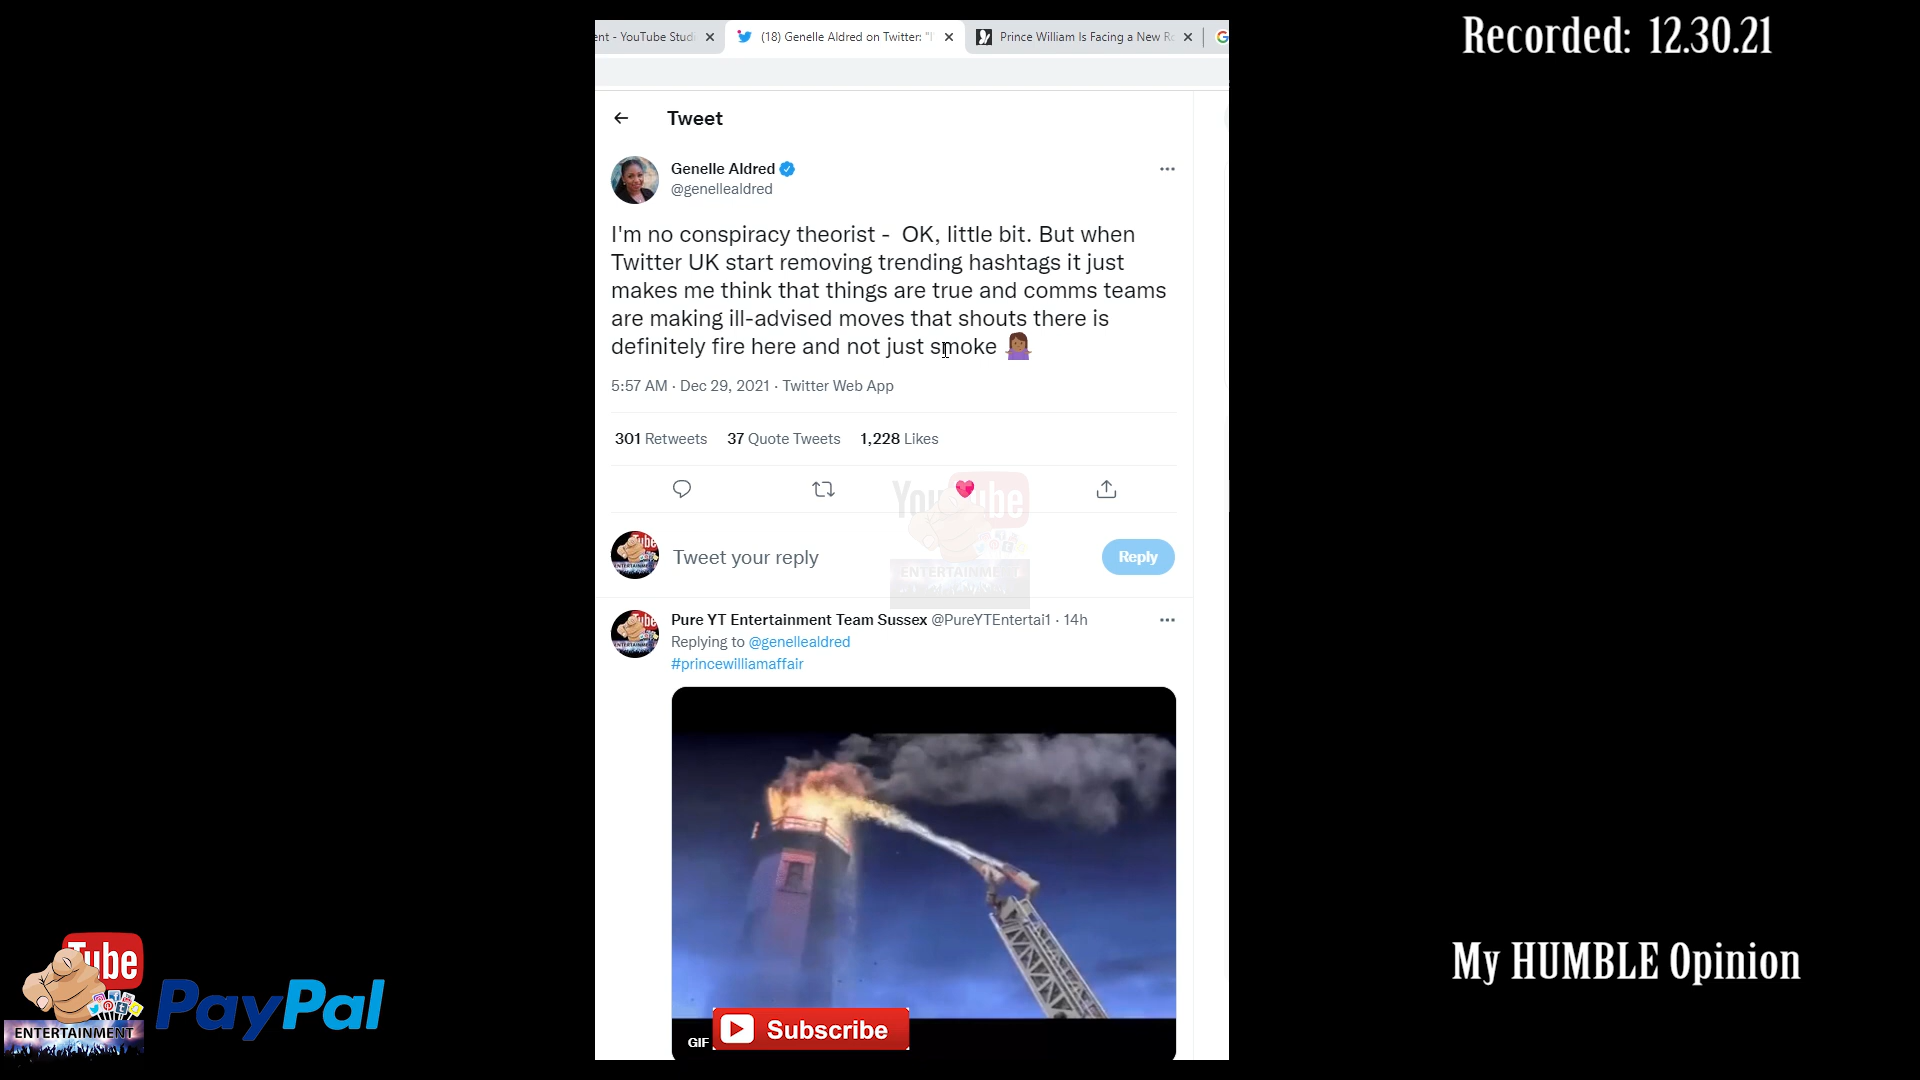 Recorded: 12.30.21
ent - YouTube Stud
(18) Genelle Aldred on Twitter: "I'
Prince William Is Facing a New Ro
Tweet
Genelle Aldred
@genellealdred
I'm no conspiracy theorist -  OK, little bit. But when
Twitter UK start removing trending hashtags it just
makes me think that things are true and comms teams
are making ill-advised moves that shouts there is
definitely fire here and not just smoke
5:57 AM · Dec 29, 2021 · Twitter Web App
301 Retweets 37 Quote Tweets 1,228 Likes
YouTube
ENTERTAINMENT
Tweet your reply
Reply
Pure YT Entertainment Team Sussex @PureYTEntertai1 · 14h
Replying to @genellealdred
#princewilliamaffair
GIF
Subscribe
Tube
ENTERTAINMENT
PayPal
My HUMBLE Opinion